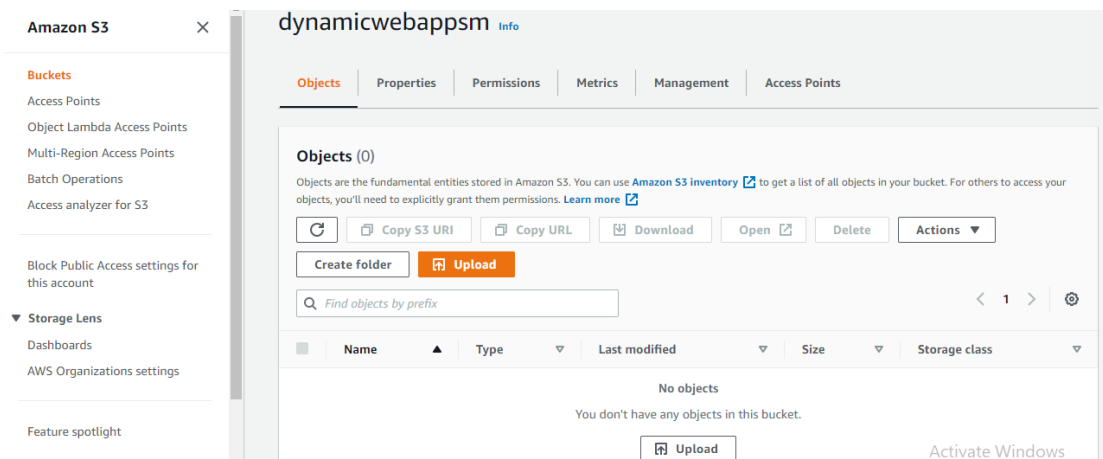 Amazon S3
Buckets
Access Points
Object Lambda Access Points
Multi-Region Access Points
Batch Operations
Access analyzer for S3
Block Public Access settings for
this account
Storage Lens
Dashboards
AWS Organizations settings
Feature spotlight
dynamicwebappsm Info
Objects Properties Permissions Metrics Management Access Points
Objects (0)
Objects are the fundamental entities stored in Amazon S3. You can use Amazon S3 inventory to get a list of all objects in your bucket. For others to access your
objects, you'll need to explicitly grant them permissions. Learn more
Copy S3 URI Copy URL Download Open Delete Actions
Create folder Upload
Find objects by prefix
1
Name Type Last modified Size Storage class
No objects
You don't have any objects in this bucket.
Upload
Activate Windows